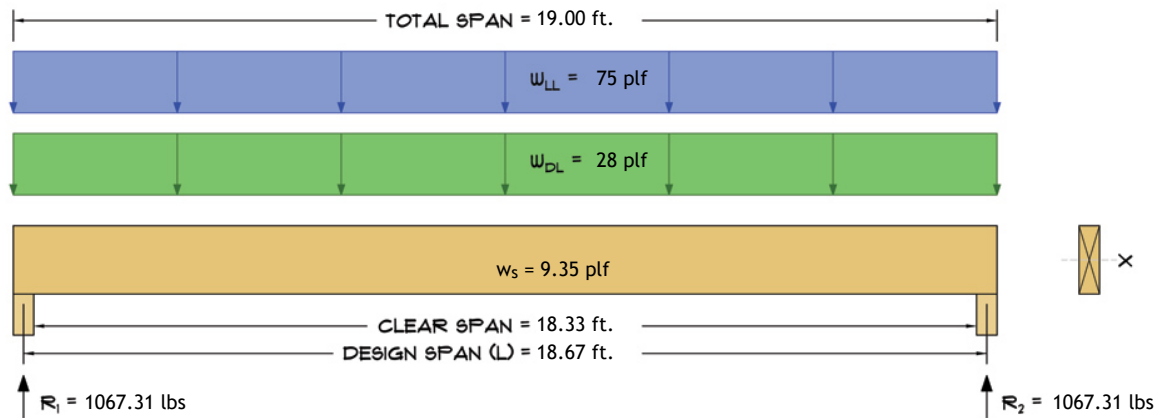 TOTAL SPAN = 19.00 ft.
WLL = 75 plf
WDL = 28 plf
ws = 9.35 plf
X
CLEAR SPAN = 18.33 ft.
DESIGN SPAN (L) = 18.67 ft.
R1 = 1067.31 lbs
R2 = 1067.31 lbs